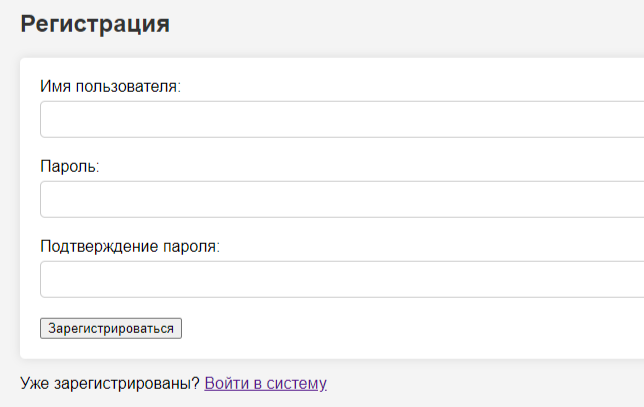 Регистрация
Имя пользователя:
Пароль:
Подтверждение пароля:
Зарегистрироваться
Уже зарегистрированы? Войти в систему